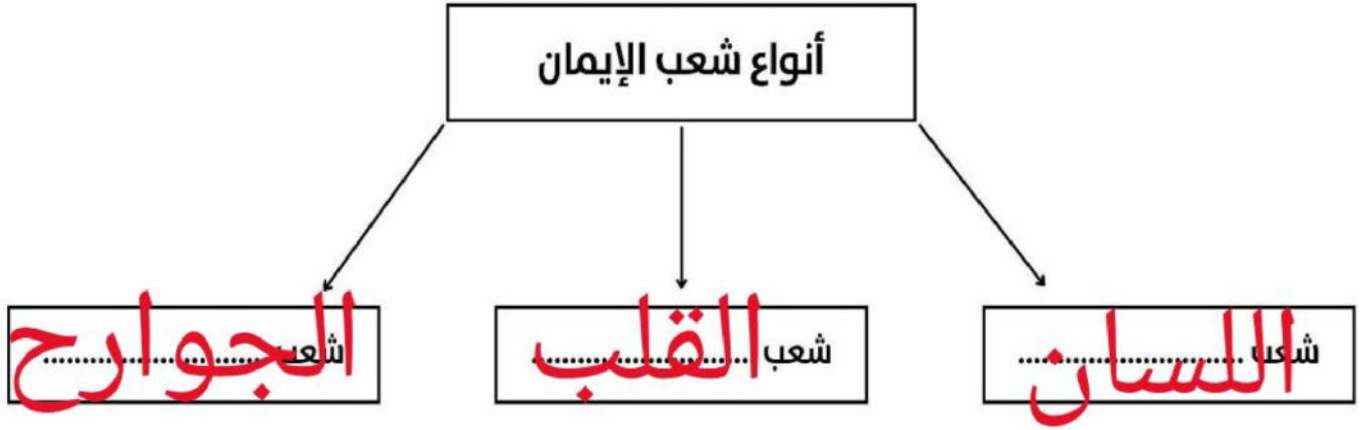 أنواع شعب الإيمان
شعب .......................... اللسان
شعب .......................... القلب
شعب .......................... الجوارح